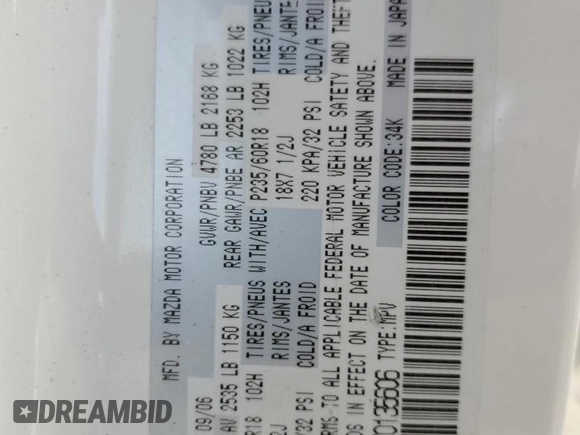 MFD. BY MAZDA MOTOR CORPORATION
09/06 GVWR/PNBV 4780 LB 2168 KG
AV 2535 LB 1150 KG REAR GAWR/PNBE AR 2253 LB 1022 KG
R18 102H TIRES/PNEUS WITH/AVEC P235/60R18 102H TIRES/PNEU
2J RIMS/JANTES 18X7 1/2J RIMS/JANTES
/32 PSI COLD/A FROID 220 KPA/32 PSI COLD/A FROI
RMS TO ALL APPLICABLE FEDERAL MOTOR VEHICLE SATETY AND THEFT
DS IN EFFECT ON THE DATE OF MANUFACTURE SHOWN ABOVE.
0135606 TYPE:MPV COLOR CODE:34K MADE IN JAPA
DREAMBID